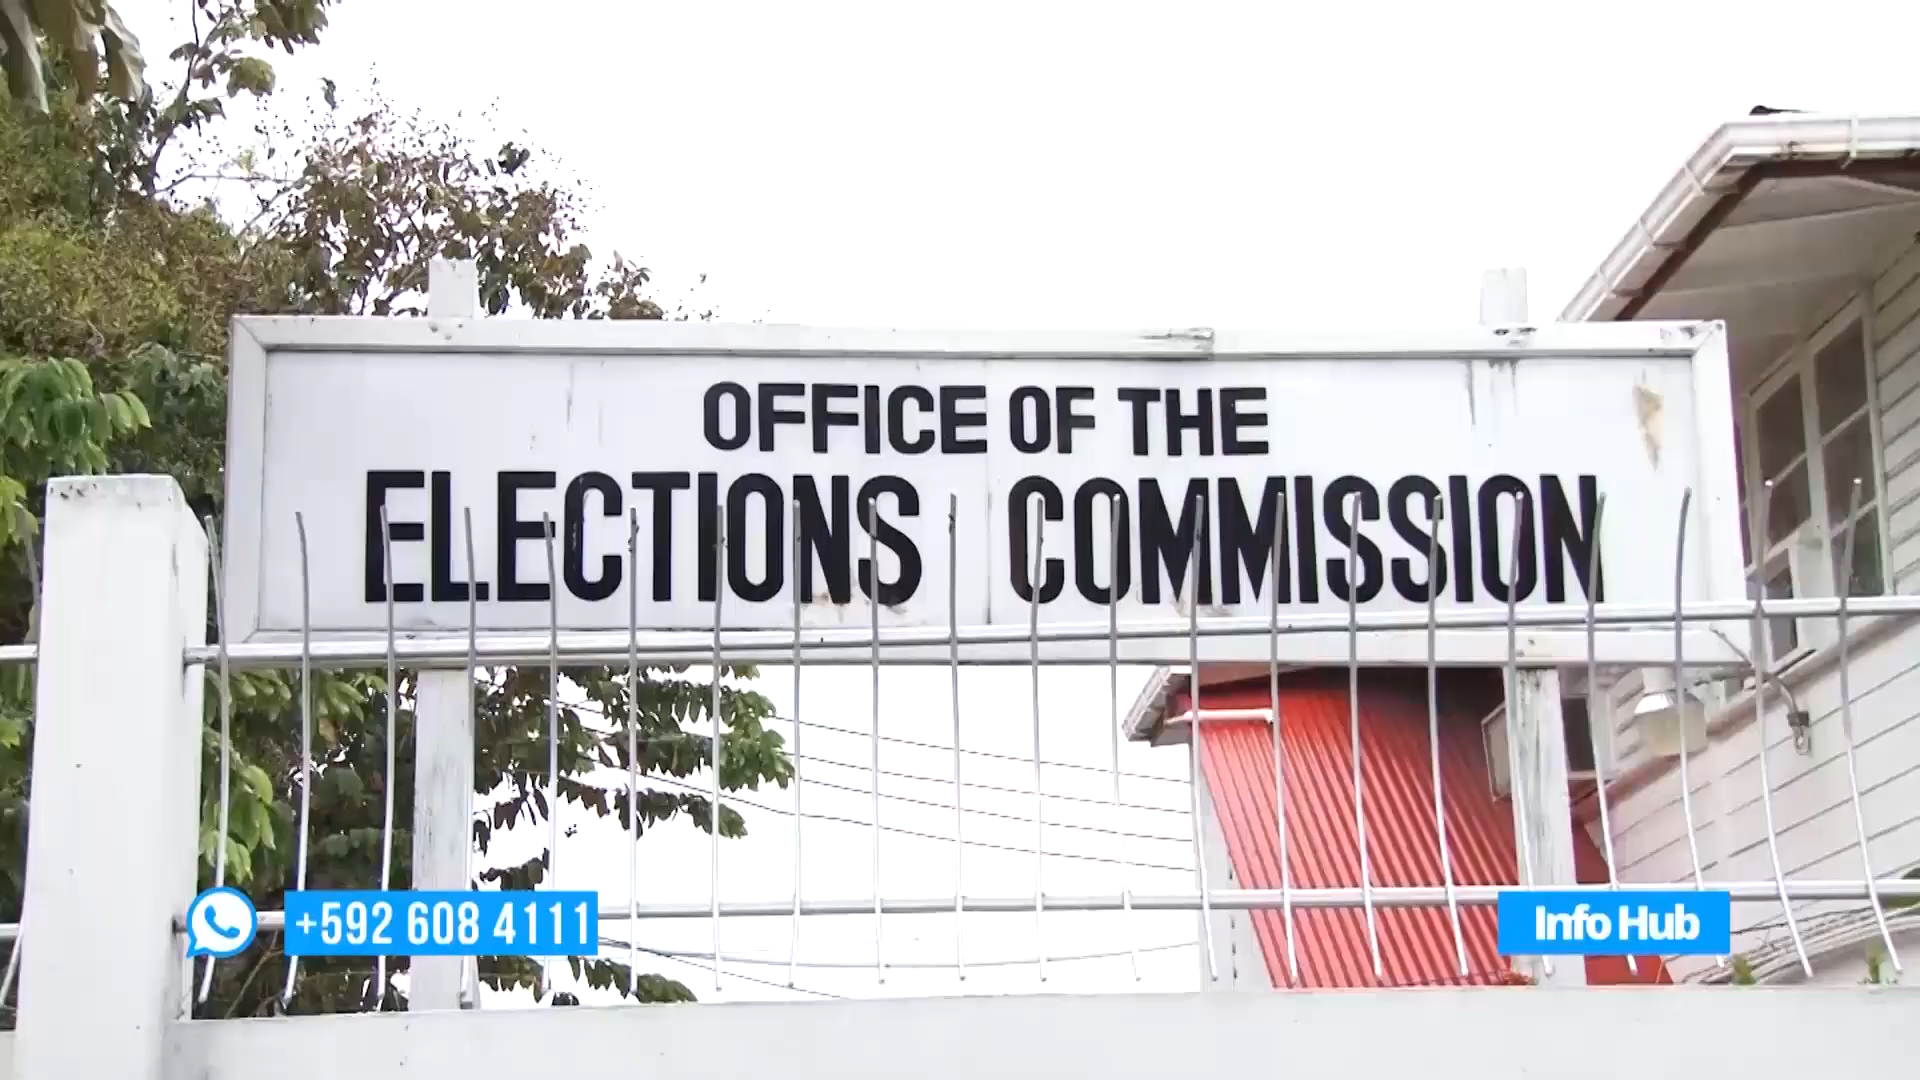 OFFICE OF THE
ELECTIONS COMMISSION
+592 608 4111
Info Hub